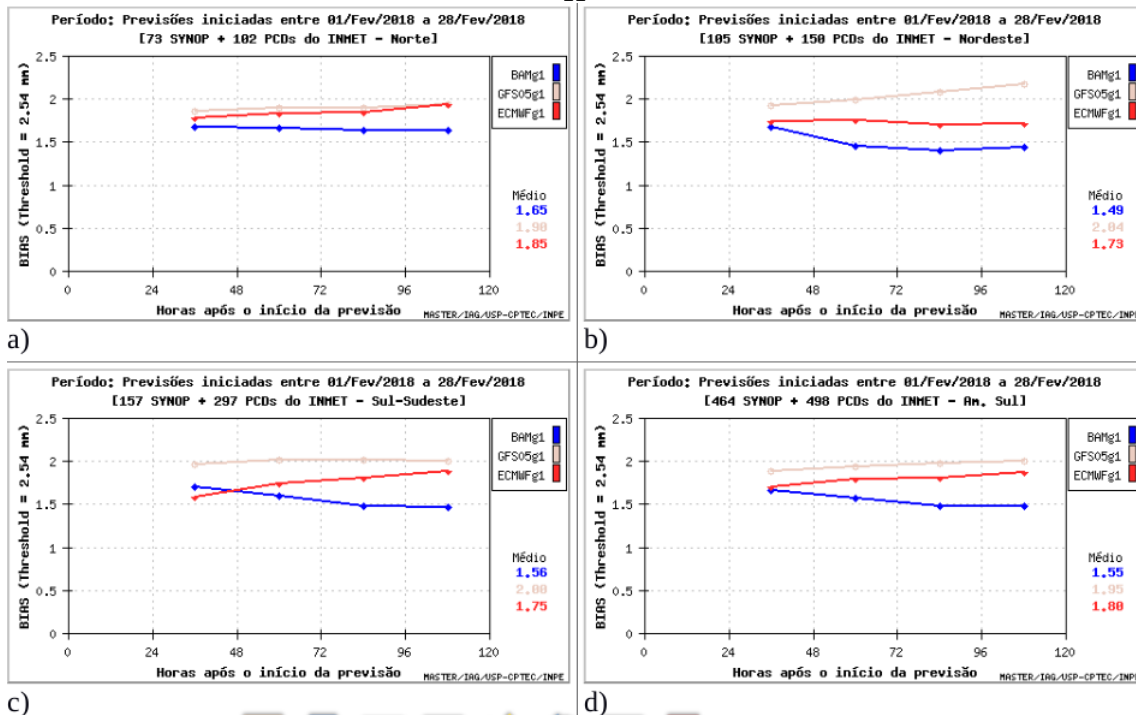 Período: Previsões iniciadas entre 01/Fev/2018 a 28/Fev/2018
[73 SYNOP + 102 PCDs do INMET - Norte]
BIAS (Threshold = 2.54 mm)
2.5
2
1.5
1
0.5
0
0 24 48 72 96 120
Horas após o início da previsão
BAMg1
GFS05g1
ECMWFg1
Médio
1.65
1.90
1.85
MASTER/IAG/USP-CPTEC/INPE
a)
Período: Previsões iniciadas entre 01/Fev/2018 a 28/Fev/2018
[105 SYNOP + 150 PCDs do INMET - Nordeste]
BIAS (Threshold = 2.54 mm)
2.5
2
1.5
1
0.5
0
0 24 48 72 96 120
Horas após o início da previsão
BAMg1
GFS05g1
ECMWFg1
Médio
1.49
2.04
1.73
MASTER/IAG/USP-CPTEC/INPE
b)
Período: Previsões iniciadas entre 01/Fev/2018 a 28/Fev/2018
[157 SYNOP + 297 PCDs do INMET - Sul-Sudeste]
BIAS (Threshold = 2.54 mm)
2.5
2
1.5
1
0.5
0
0 24 48 72 96 120
Horas após o início da previsão
BAMg1
GFS05g1
ECMWFg1
Médio
1.56
2.00
1.75
MASTER/IAG/USP-CPTEC/INPE
c)
Período: Previsões iniciadas entre 01/Fev/2018 a 28/Fev/2018
[464 SYNOP + 498 PCDs do INMET - Am. Sul]
BIAS (Threshold = 2.54 mm)
2.5
2
1.5
1
0.5
0
0 24 48 72 96 120
Horas após o início da previsão
BAMg1
GFS05g1
ECMWFg1
Médio
1.55
1.95
1.80
MASTER/IAG/USP-CPTEC/INPE
d)